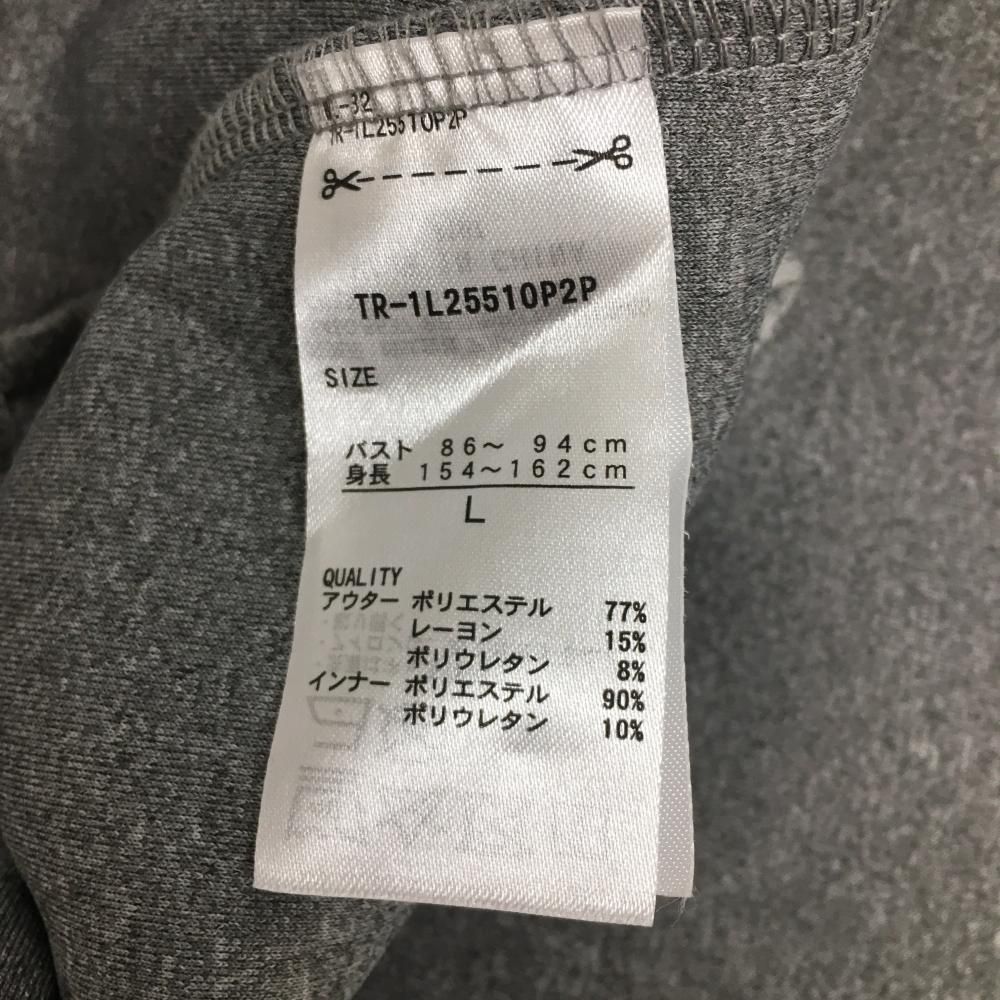 TR-1L25510P2P
TR-1L25510P2P
SIZE
バスト 86～ 94cm
身長 154～162cm
L
QUALITY
アウター ポリエステル 77%
レーヨン 15%
ポリウレタン 8%
インナー ポリエステル 90%
ポリウレタン 10%